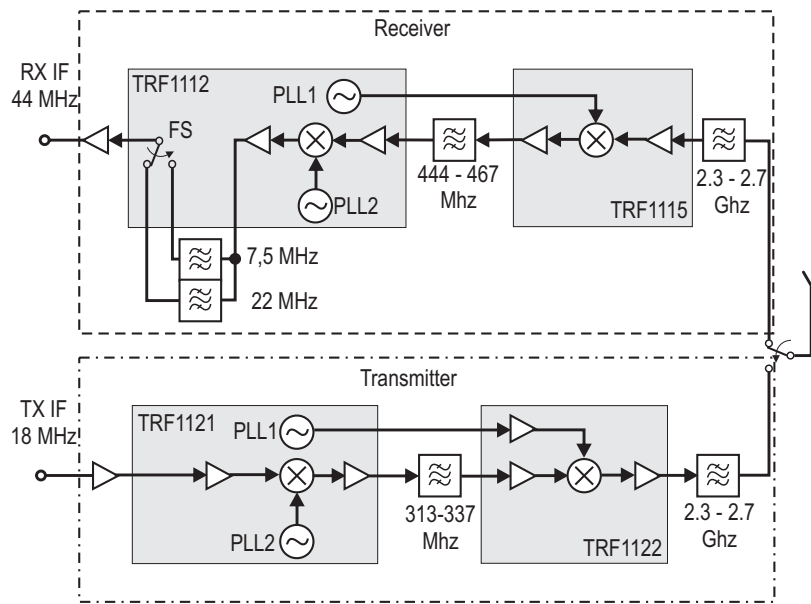 Receiver
RX IF
44 MHz
TRF1112
PLL1
FS
PLL2
444 - 467
Mhz
TRF1115
2.3 - 2.7
Ghz
7,5 MHz
22 MHz
Transmitter
TX IF
18 MHz
TRF1121
PLL1
PLL2
313-337
Mhz
TRF1122
2.3 - 2.7
Ghz